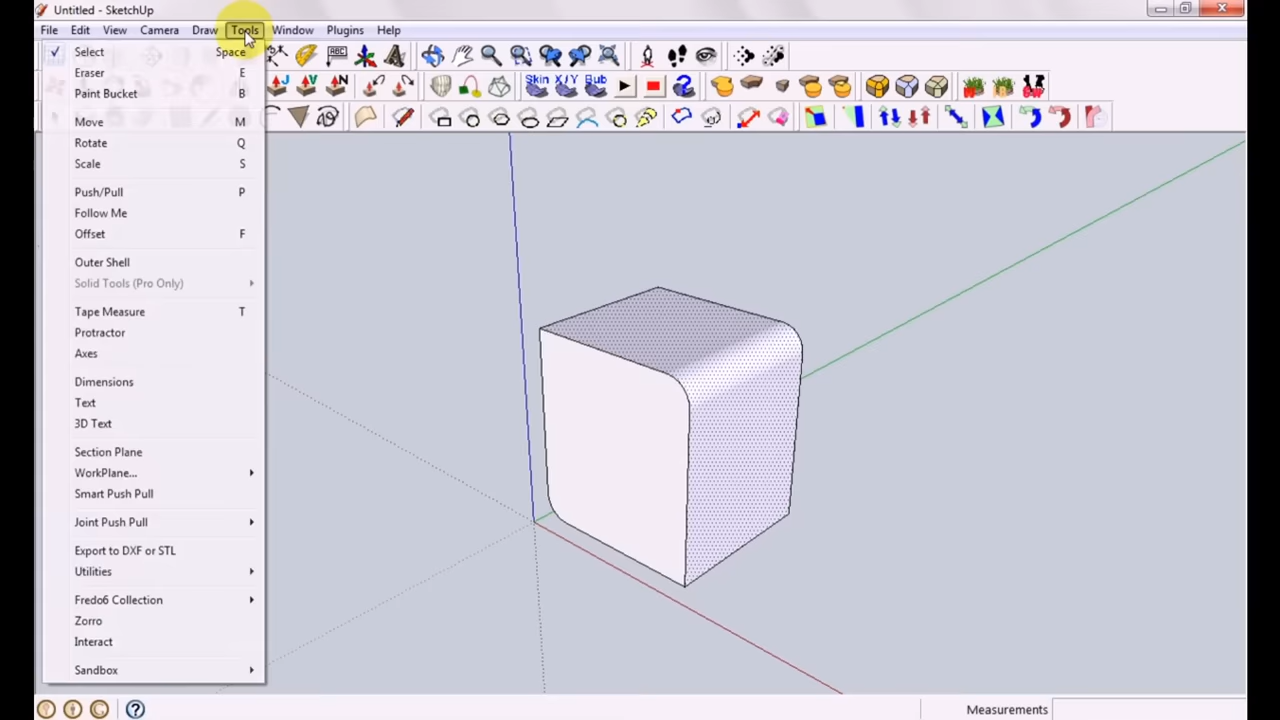 Untitled - SketchUp
File Edit View Camera Draw Tools Window Plugins Help
Select Space
Eraser E
Paint Bucket B
Move M
Rotate Q
Scale S
Push/Pull P
Follow Me
Offset F
Outer Shell
Solid Tools (Pro Only)
Tape Measure T
Protractor
Axes
Dimensions
Text
3D Text
Section Plane
WorkPlane...
Smart Push Pull
Joint Push Pull
Export to DXF or STL
Utilities
Fredo6 Collection
Zorro
Interact
Sandbox
ABC
J V N
Skin X/Y Bub
Measurements